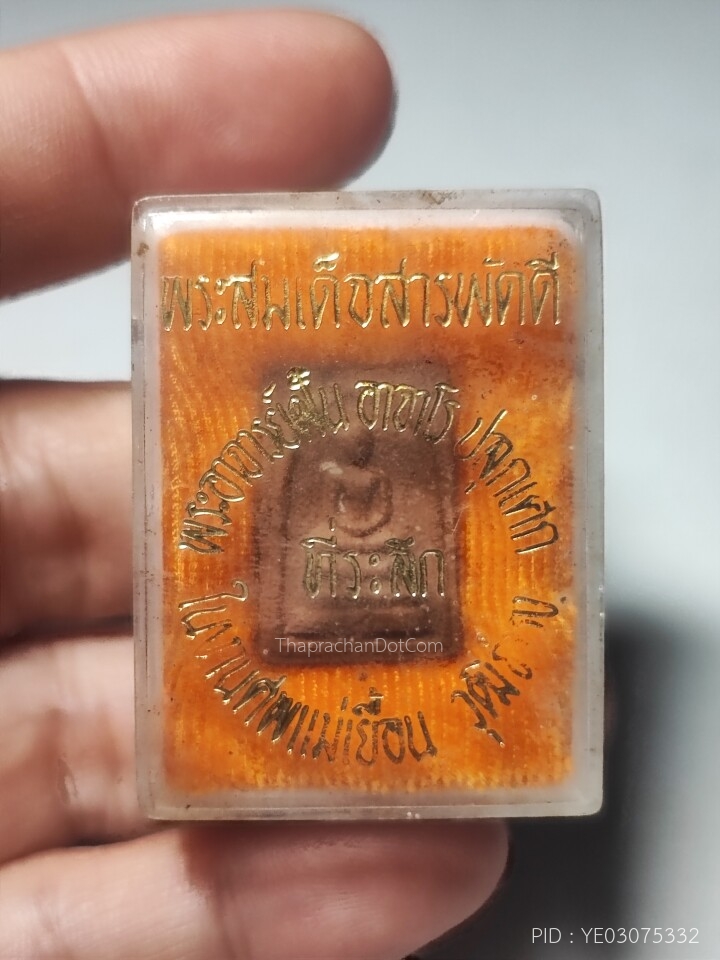 พระสมเด็จสารพัดดี
พระอาจารย์ฝั้น อาจาโร ปลุกเศก
ที่ระลึก
ในงานศพแม่เยื้อน
ThaprachanDotCom
PID : YE03075332